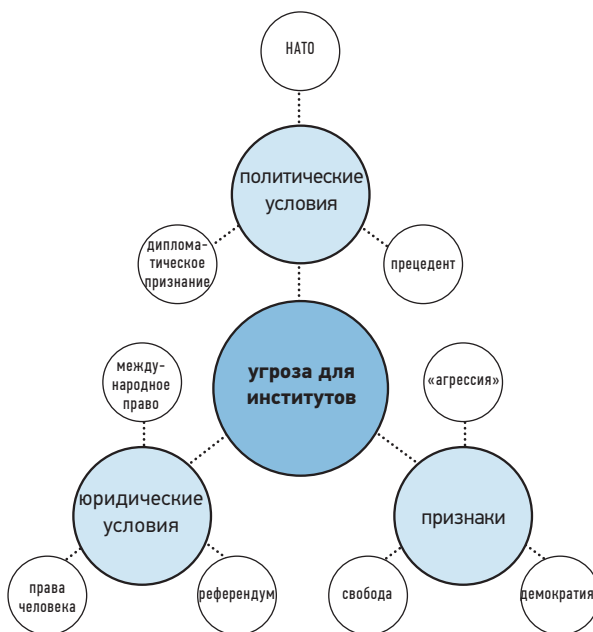 НАТО
политические
условия
диплома-
тическое
признание
прецедент
угроза для
институтов
между-
народное
право
«агрессия»
юридические
условия
признаки
права
человека
референдум
свобода
демократия